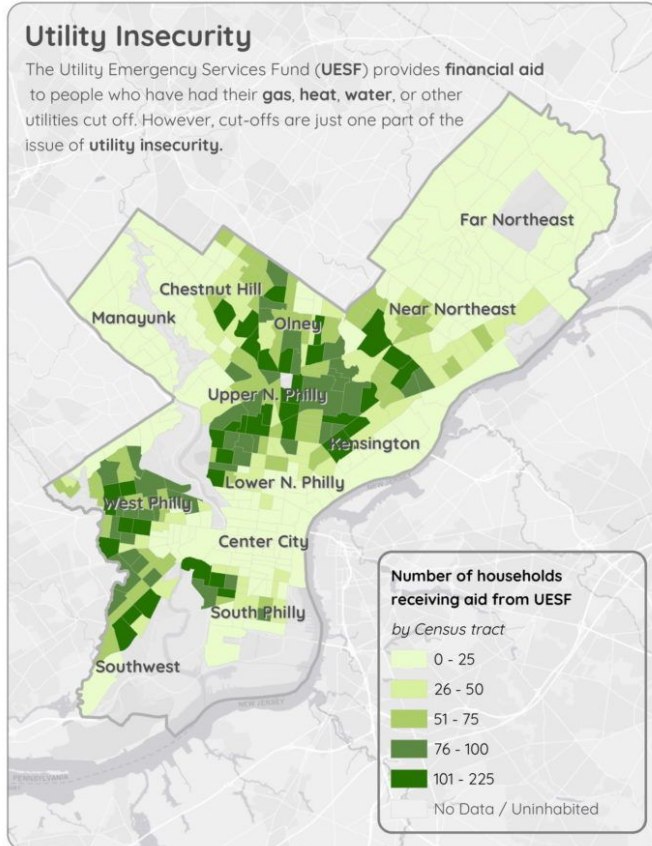 Utility Insecurity
The Utility Emergency Services Fund (UESF) provides financial aid
to people who have had their gas, heat, water, or other
utilities cut off. However, cut-offs are just one part of the
issue of utility insecurity.
Far Northeast
Chestnut Hill
Near Northeast
Manayunk
Olney
Upper N. Philly
Kensington
Lower N. Philly
West Philly
Center City
South Philly
Southwest
NEW JERSEY
PENNSYLVANIA
Number of households
receiving aid from UESF
by Census tract
0 - 25
26 - 50
51 - 75
76 - 100
101 - 225
No Data / Uninhabited